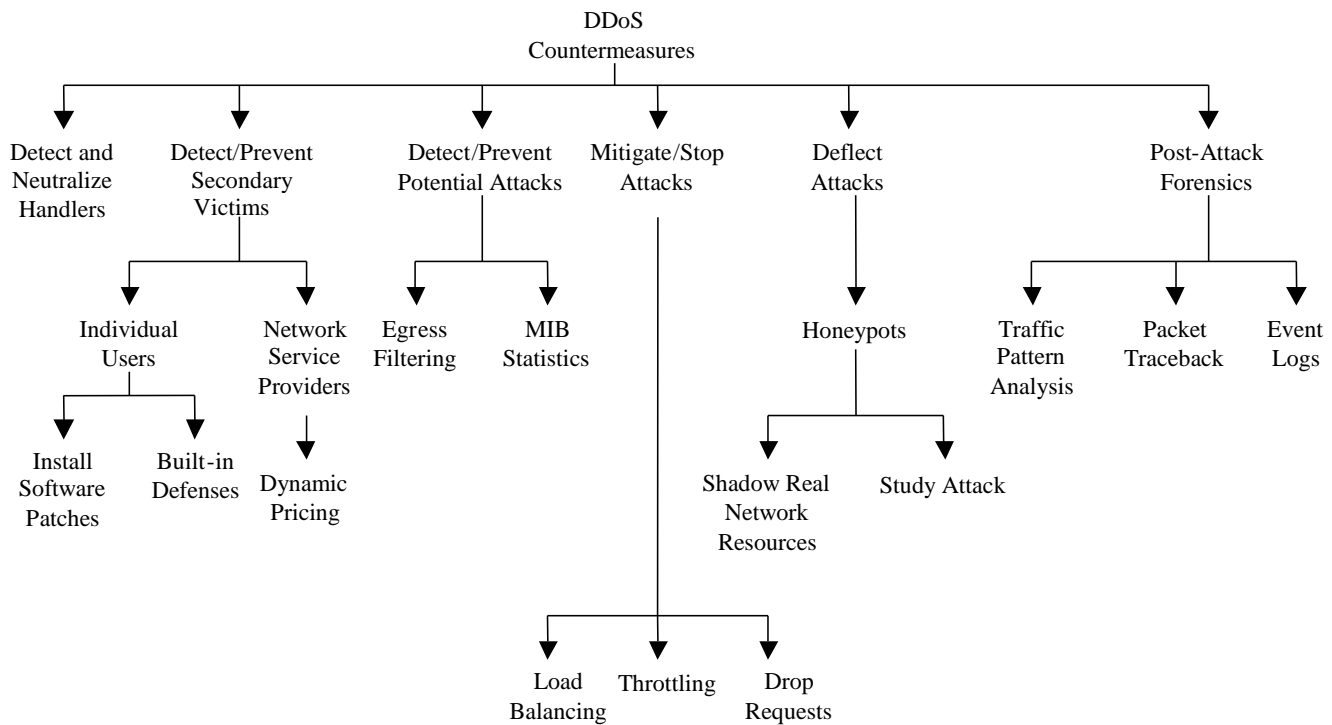 DDoS
Countermeasures
Detect and
Neutralize
Handlers
Detect/Prevent
Secondary
Victims
Detect/Prevent
Potential Attacks
Mitigate/Stop
Attacks
Deflect
Attacks
Post-Attack
Forensics
Individual
Users
Network
Service
Providers
Egress
Filtering
MIB
Statistics
Honeypots
Traffic
Pattern
Analysis
Packet
Traceback
Event
Logs
Install
Software
Patches
Built-in
Defenses
Dynamic
Pricing
Shadow Real
Network
Resources
Study Attack
Load
Balancing
Throttling
Drop
Requests